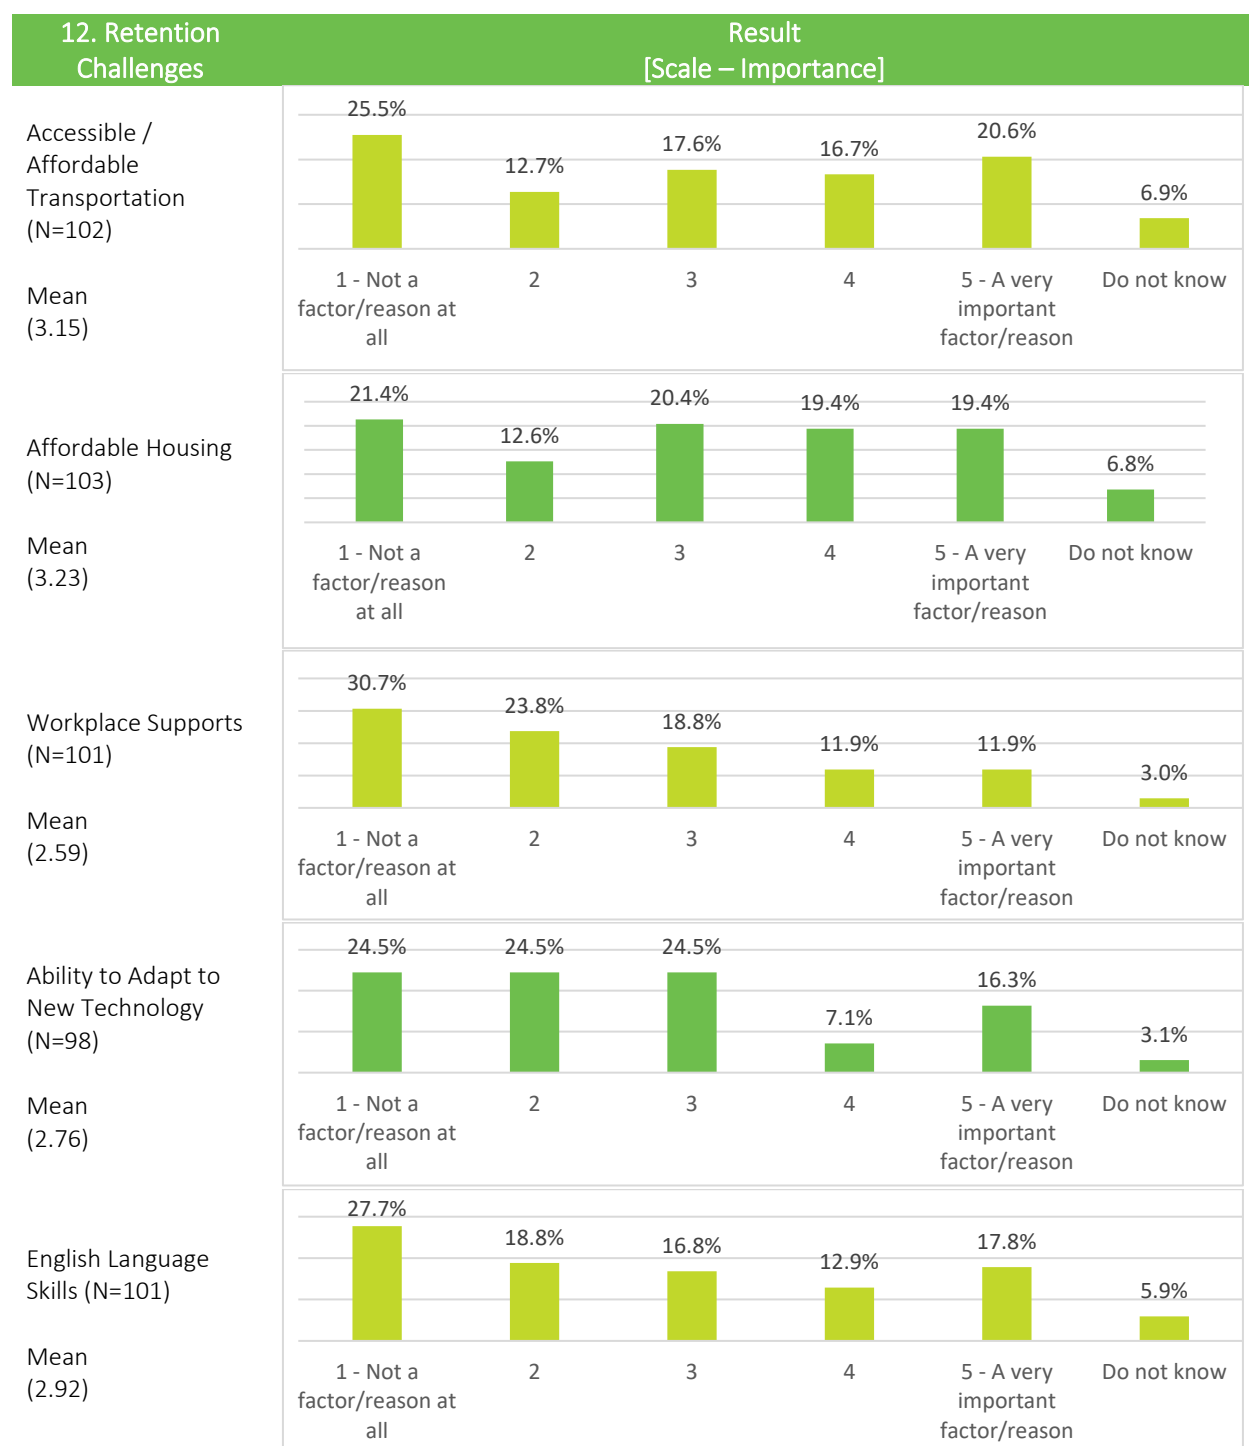 12. Retention
Challenges
Result
[Scale – Importance]
Accessible /
Affordable
Transportation
(N=102)
Mean
(3.15)
25.5%
12.7%
17.6%
16.7%
20.6%
6.9%
1 - Not a
factor/reason at
all
2
3
4
5 - A very
important
factor/reason
Do not know
Affordable Housing
(N=103)
Mean
(3.23)
21.4%
12.6%
20.4%
19.4%
19.4%
6.8%
1 - Not a
factor/reason
at all
2
3
4
5 - A very
important
factor/reason
Do not know
Workplace Supports
(N=101)
Mean
(2.59)
30.7%
23.8%
18.8%
11.9%
11.9%
3.0%
1 - Not a
factor/reason at
all
2
3
4
5 - A very
important
factor/reason
Do not know
Ability to Adapt to
New Technology
(N=98)
Mean
(2.76)
24.5%
24.5%
24.5%
7.1%
16.3%
3.1%
1 - Not a
factor/reason at
all
2
3
4
5 - A very
important
factor/reason
Do not know
English Language
Skills (N=101)
Mean
(2.92)
27.7%
18.8%
16.8%
12.9%
17.8%
5.9%
1 - Not a
factor/reason at
all
2
3
4
5 - A very
important
factor/reason
Do not know